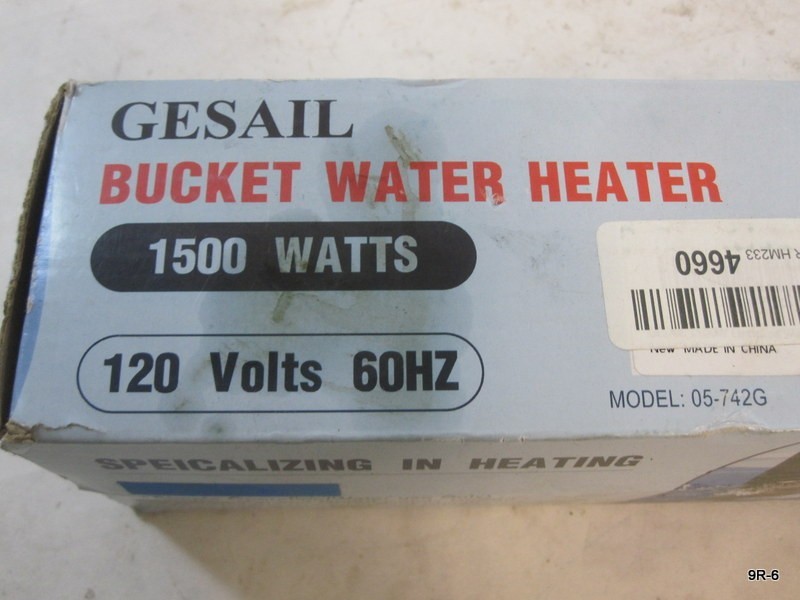 GESAIL
BUCKET WATER HEATER
1500 WATTS
R HM233
4660
New MADE IN CHINA
120 Volts 60HZ
MODEL: 05-742G
SPEICALIZING IN HEATING
9R-6